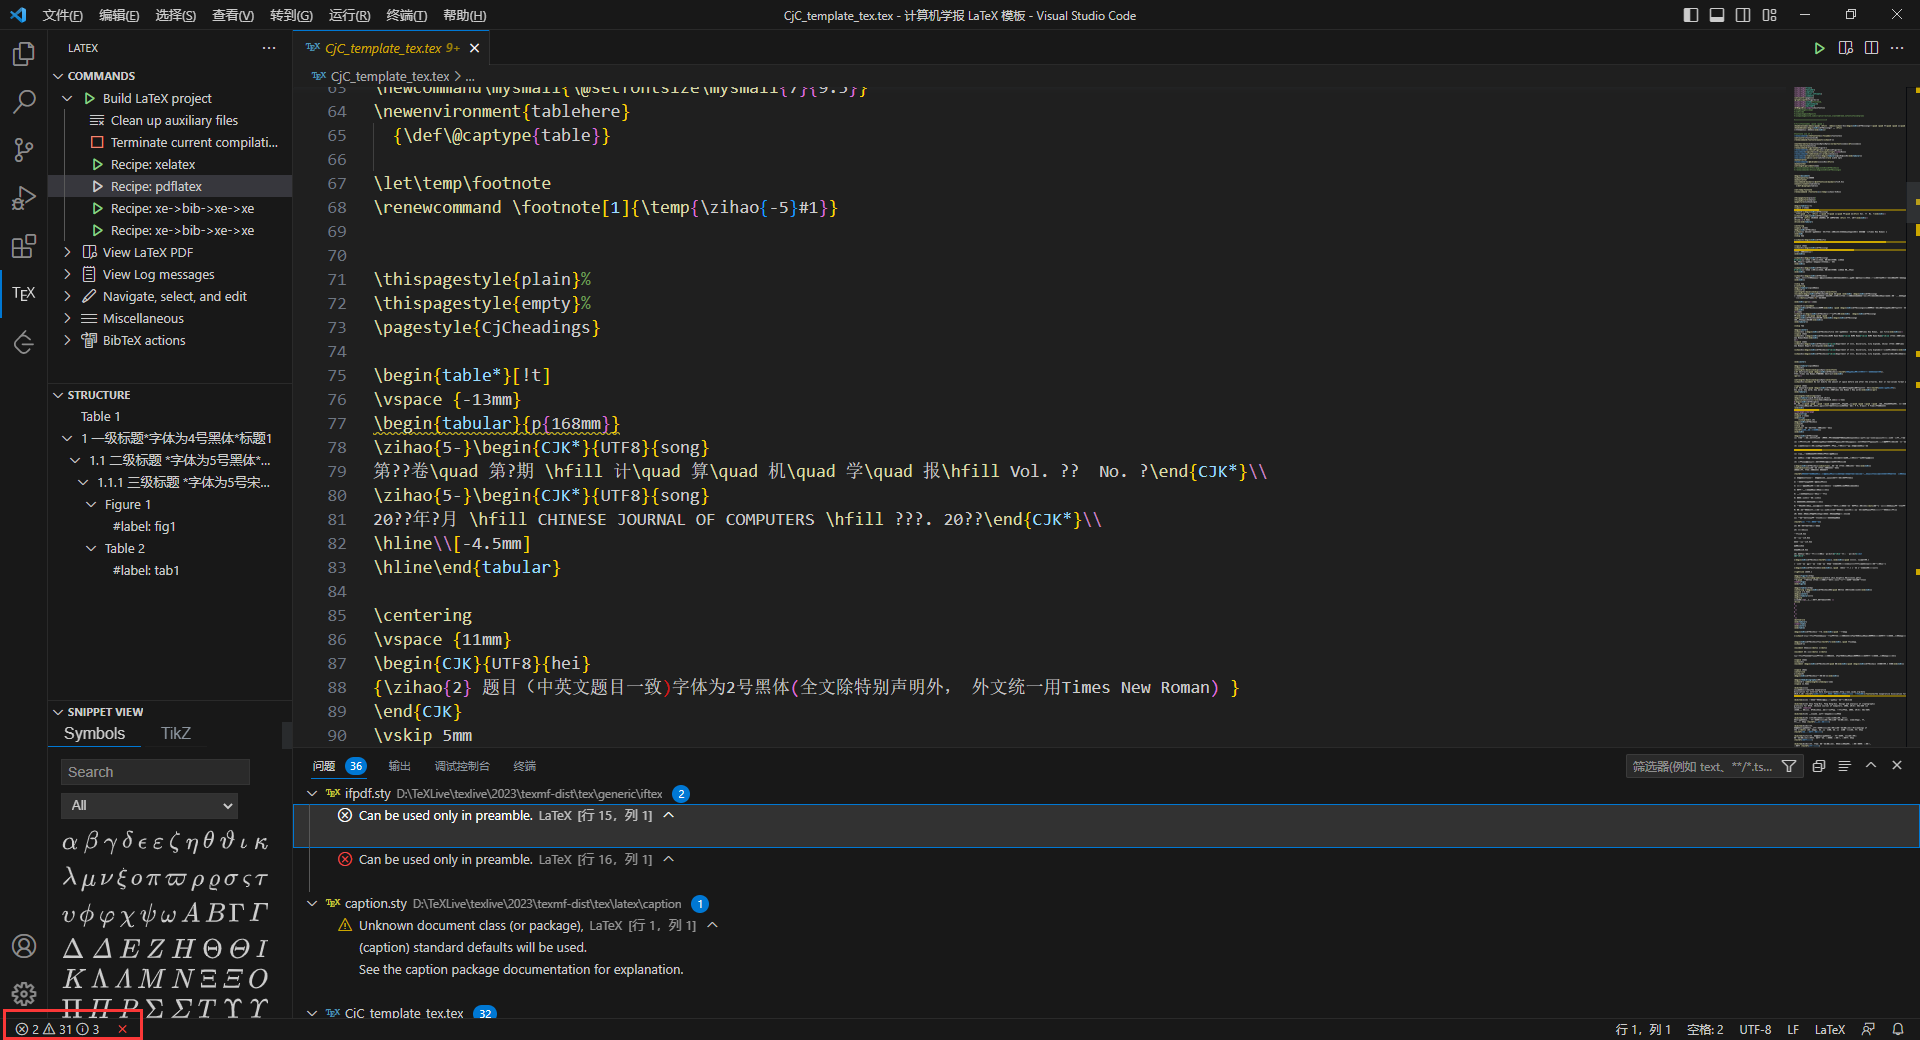 文件(F) 编辑(E) 选择(S) 查看(V) 转到(G) 运行(R) 终端(T) 帮助(H)
CjC_template_tex.tex - 计算机学报 LaTeX 模板 - Visual Studio Code
LATEX
COMMANDS
Build LaTeX project
Clean up auxiliary files
Terminate current compilati...
Recipe: xelatex
Recipe: pdflatex
Recipe: xe->bib->xe->xe
Recipe: xe->bib->xe->xe
View LaTeX PDF
View Log messages
Navigate, select, and edit
Miscellaneous
BibTeX actions
TEX
STRUCTURE
Table 1
1 一级标题*字体为4号黑体*标题1
1.1 二级标题 *字体为5号黑体*...
1.1.1 三级标题 *字体为5号宋...
Figure 1
#label: fig1
Table 2
#label: tab1
SNIPPET VIEW
Symbols TikZ
Search
All
α β γ δ ϵ ε ζ η θ ϑ ι κ
λ μ ν ξ ο π ϖ ρ ϱ σ ς τ
υ ϕ φ χ ψ ω A B Γ Γ
Δ Δ E Z H Θ Θ I
K Λ Λ M N Ξ Ξ O
Π Π P Σ Σ T Υ Υ
2 31 3
TEX CjC_template_tex.tex 9+
TEX CjC_template_tex.tex > ...
63 \newcommand\mysmall{\@setfontsize\mysmall{7}{9.5}}
64 \newenvironment{tablehere}
65 {\def\@captype{table}}
66
67 \let\temp\footnote
68 \renewcommand \footnote[1]{\temp{\zihao{-5}#1}}
69
70
71 \thispagestyle{plain}%
72 \thispagestyle{empty}%
73 \pagestyle{CjCheadings}
74
75 \begin{table*}[!t]
76 \vspace {-13mm}
77 \begin{tabular}{p{168mm}}
78 \zihao{5-}\begin{CJK*}{UTF8}{song}
79 第??卷\quad 第?期 \hfill 计\quad 算\quad 机\quad 学\quad 报\hfill Vol. ??  No. ?\end{CJK*}\\
80 \zihao{5-}\begin{CJK*}{UTF8}{song}
81 20??年?月 \hfill CHINESE JOURNAL OF COMPUTERS \hfill ???. 20??\end{CJK*}\\
82 \hline\\[-4.5mm]
83 \hline\end{tabular}
84
85 \centering
86 \vspace {11mm}
87 \begin{CJK}{UTF8}{hei}
88 {\zihao{2} 题目（中英文题目一致)字体为2号黑体(全文除特别声明外， 外文统一用Times New Roman) }
89 \end{CJK}
90 \vskip 5mm
问题 36 输出 调试控制台 终端
筛选器(例如 text、**/*.ts...
TEX ifpdf.sty D:\TeXLive\texlive\2023\texmf-dist\tex\generic\iftex 2
Can be used only in preamble. LaTeX [行 15，列 1]
Can be used only in preamble. LaTeX [行 16，列 1]
TEX caption.sty D:\TeXLive\texlive\2023\texmf-dist\tex\latex\caption 1
Unknown document class (or package), LaTeX [行 1，列 1]
(caption) standard defaults will be used.
See the caption package documentation for explanation.
TEX CjC_template_tex.tex 32
行 1，列 1 空格: 2 UTF-8 LF LaTeX